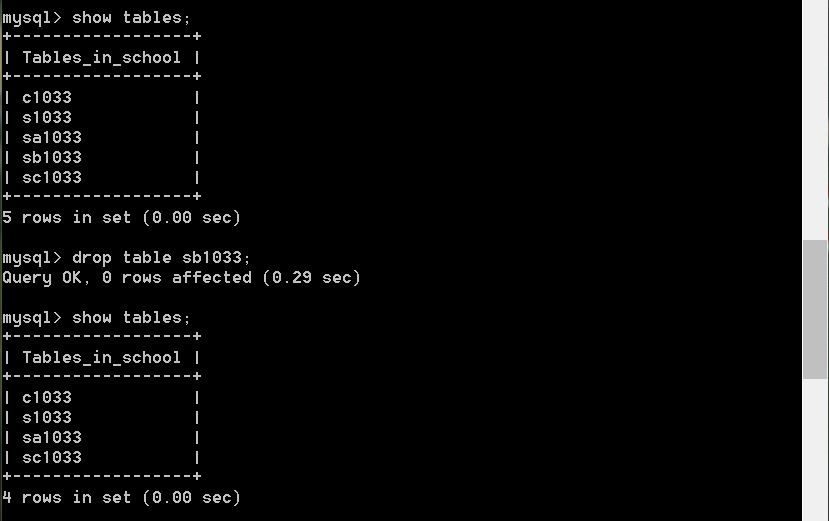 mysql> show tables;
+------------------+
| Tables_in_school |
+------------------+
| c1033            |
| s1033            |
| sa1033           |
| sb1033           |
| sc1033           |
+------------------+
5 rows in set (0.00 sec)
mysql> drop table sb1033;
Query OK, 0 rows affected (0.29 sec)
mysql> show tables;
+------------------+
| Tables_in_school |
+------------------+
| c1033            |
| s1033            |
| sa1033           |
| sc1033           |
+------------------+
4 rows in set (0.00 sec)